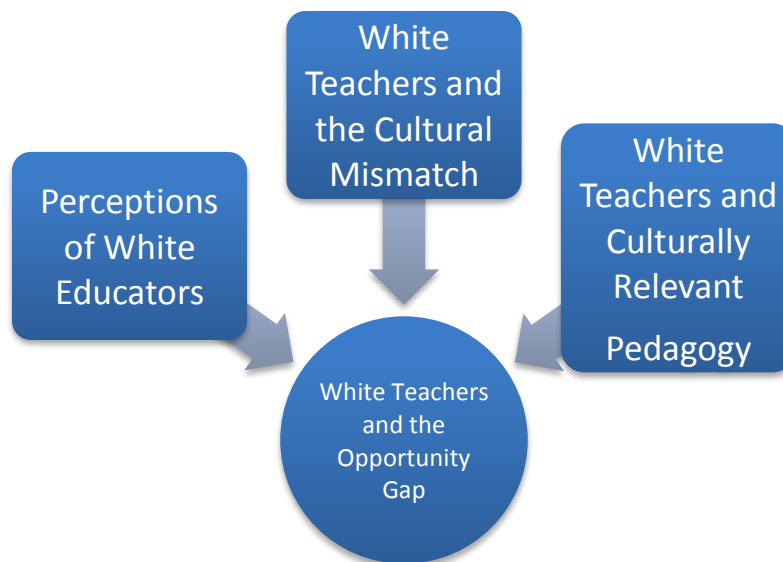 Perceptions
of White
Educators
White
Teachers and
the Cultural
Mismatch
White
Teachers and
Culturally
Relevant
Pedagogy
White Teachers
and the
Opportunity
Gap